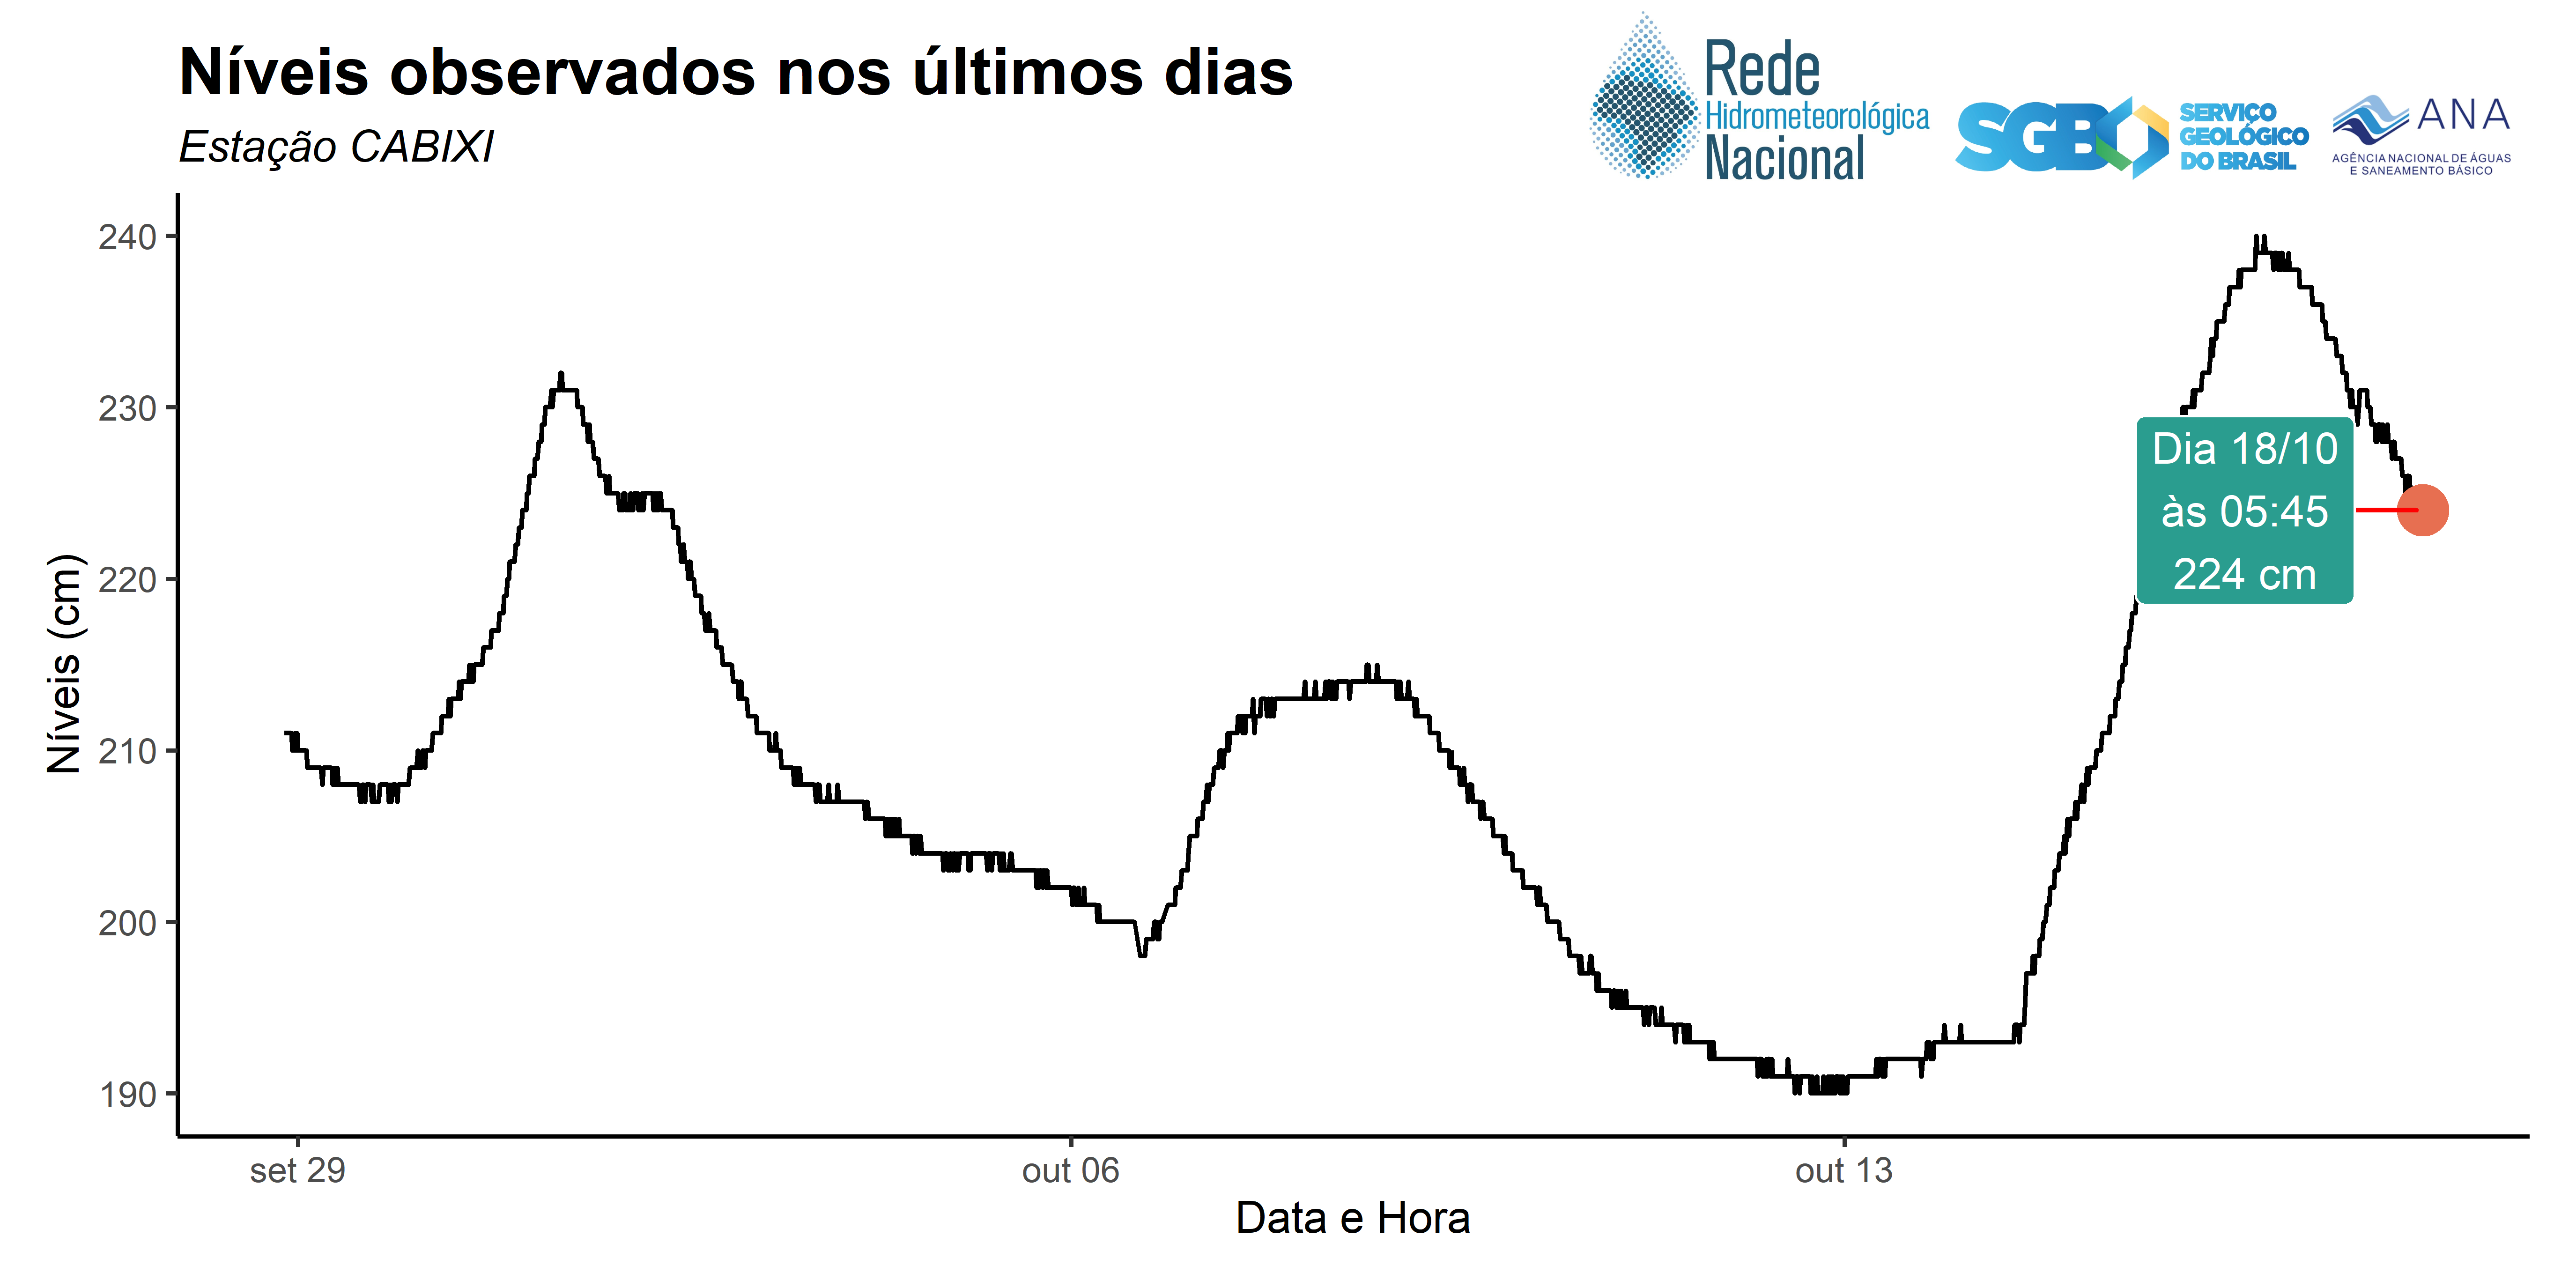 Níveis observados nos últimos dias
Estação CABIXI
Rede
Hidrometeorológica
Nacional
SGB
SERVIÇO
GEOLÓGICO
DO BRASIL
ANA
AGÊNCIA NACIONAL DE ÁGUAS
E SANEAMENTO BÁSICO
240
230
220
210
200
190
Níveis (cm)
Dia 18/10
às 05:45
224 cm
set 29
out 06
out 13
Data e Hora